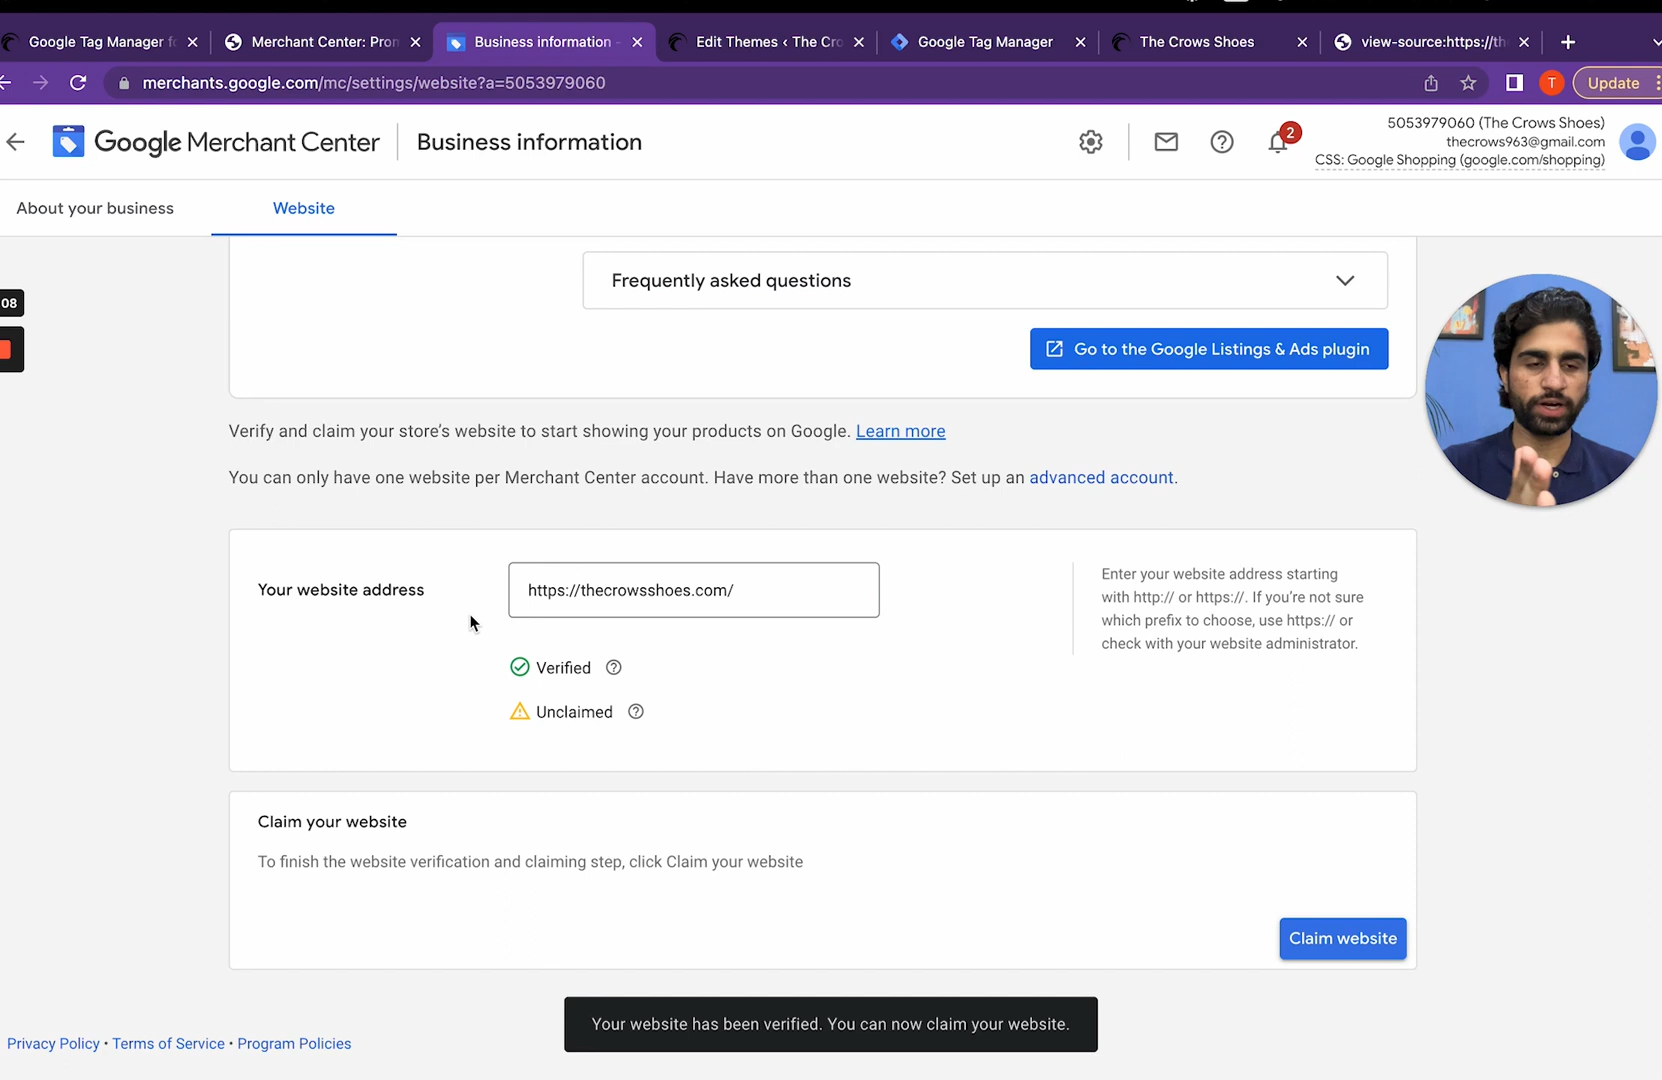 Google Tag Manager f
Merchant Center: Pron
Business information -
Edit Themes ‹ The Cro
Google Tag Manager
The Crows Shoes
view-source:https://th
merchants.google.com/mc/settings/website?a=5053979060
T
Update
Google Merchant Center
Business information
2
5053979060 (The Crows Shoes)
thecrows963@gmail.com
CSS: Google Shopping (google.com/shopping)
About your business
Website
08
Frequently asked questions
Go to the Google Listings & Ads plugin
Verify and claim your store's website to start showing your products on Google. Learn more
You can only have one website per Merchant Center account. Have more than one website? Set up an advanced account.
Your website address
https://thecrowsshoes.com/
Enter your website address starting
with http:// or https://. If you're not sure
which prefix to choose, use https:// or
check with your website administrator.
Verified
Unclaimed
Claim your website
To finish the website verification and claiming step, click Claim your website
Claim website
Your website has been verified. You can now claim your website.
Privacy Policy • Terms of Service • Program Policies